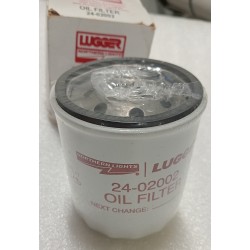 LUGGER
OIL FILTER
24-02002
NORTHERN LIGHTS LUGGER
24-02002
OIL FILTER
NEXT CHANGE: